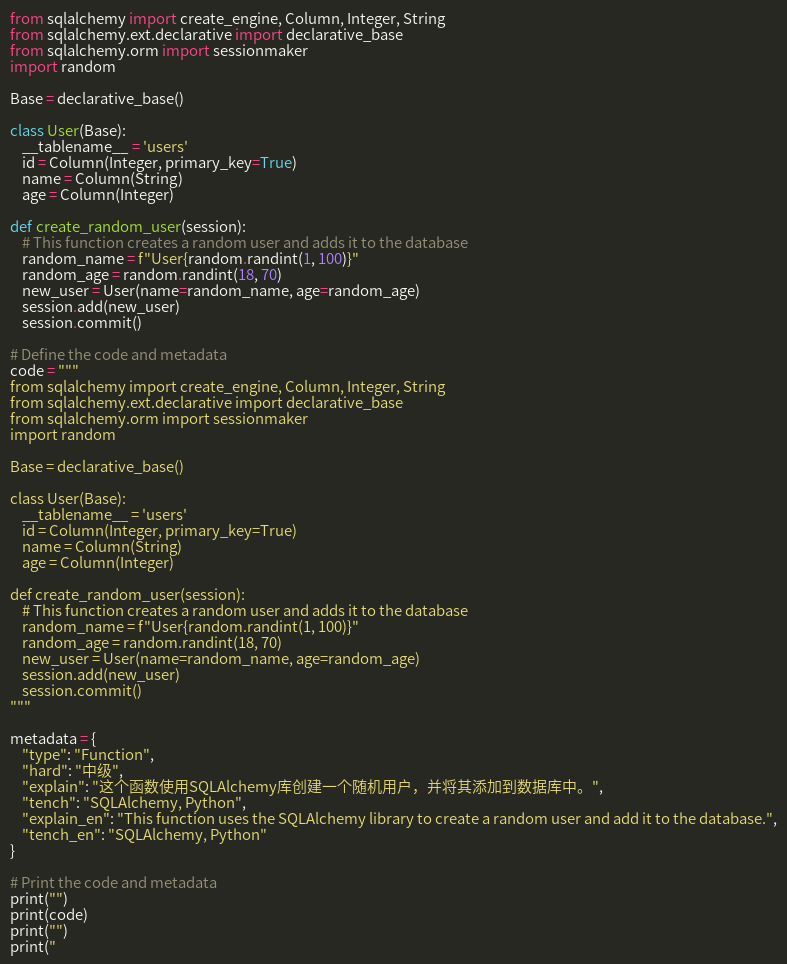 from sqlalchemy import create_engine, Column, Integer, String
from sqlalchemy.ext.declarative import declarative_base
from sqlalchemy.orm import sessionmaker
import random

Base = declarative_base()

class User(Base):
    __tablename__ = 'users'
    id = Column(Integer, primary_key=True)
    name = Column(String)
    age = Column(Integer)

def create_random_user(session):
    # This function creates a random user and adds it to the database
    random_name = f"User{random.randint(1, 100)}"
    random_age = random.randint(18, 70)
    new_user = User(name=random_name, age=random_age)
    session.add(new_user)
    session.commit()

# Define the code and metadata
code = """
from sqlalchemy import create_engine, Column, Integer, String
from sqlalchemy.ext.declarative import declarative_base
from sqlalchemy.orm import sessionmaker
import random

Base = declarative_base()

class User(Base):
    __tablename__ = 'users'
    id = Column(Integer, primary_key=True)
    name = Column(String)
    age = Column(Integer)

def create_random_user(session):
    # This function creates a random user and adds it to the database
    random_name = f"User{random.randint(1, 100)}"
    random_age = random.randint(18, 70)
    new_user = User(name=random_name, age=random_age)
    session.add(new_user)
    session.commit()
"""

metadata = {
    "type": "Function",
    "hard": "中级",
    "explain": "这个函数使用SQLAlchemy库创建一个随机用户，并将其添加到数据库中。",
    "tench": "SQLAlchemy, Python",
    "explain_en": "This function uses the SQLAlchemy library to create a random user and add it to the database.",
    "tench_en": "SQLAlchemy, Python"
}

# Print the code and metadata
print("")
print(code)
print("")
print("